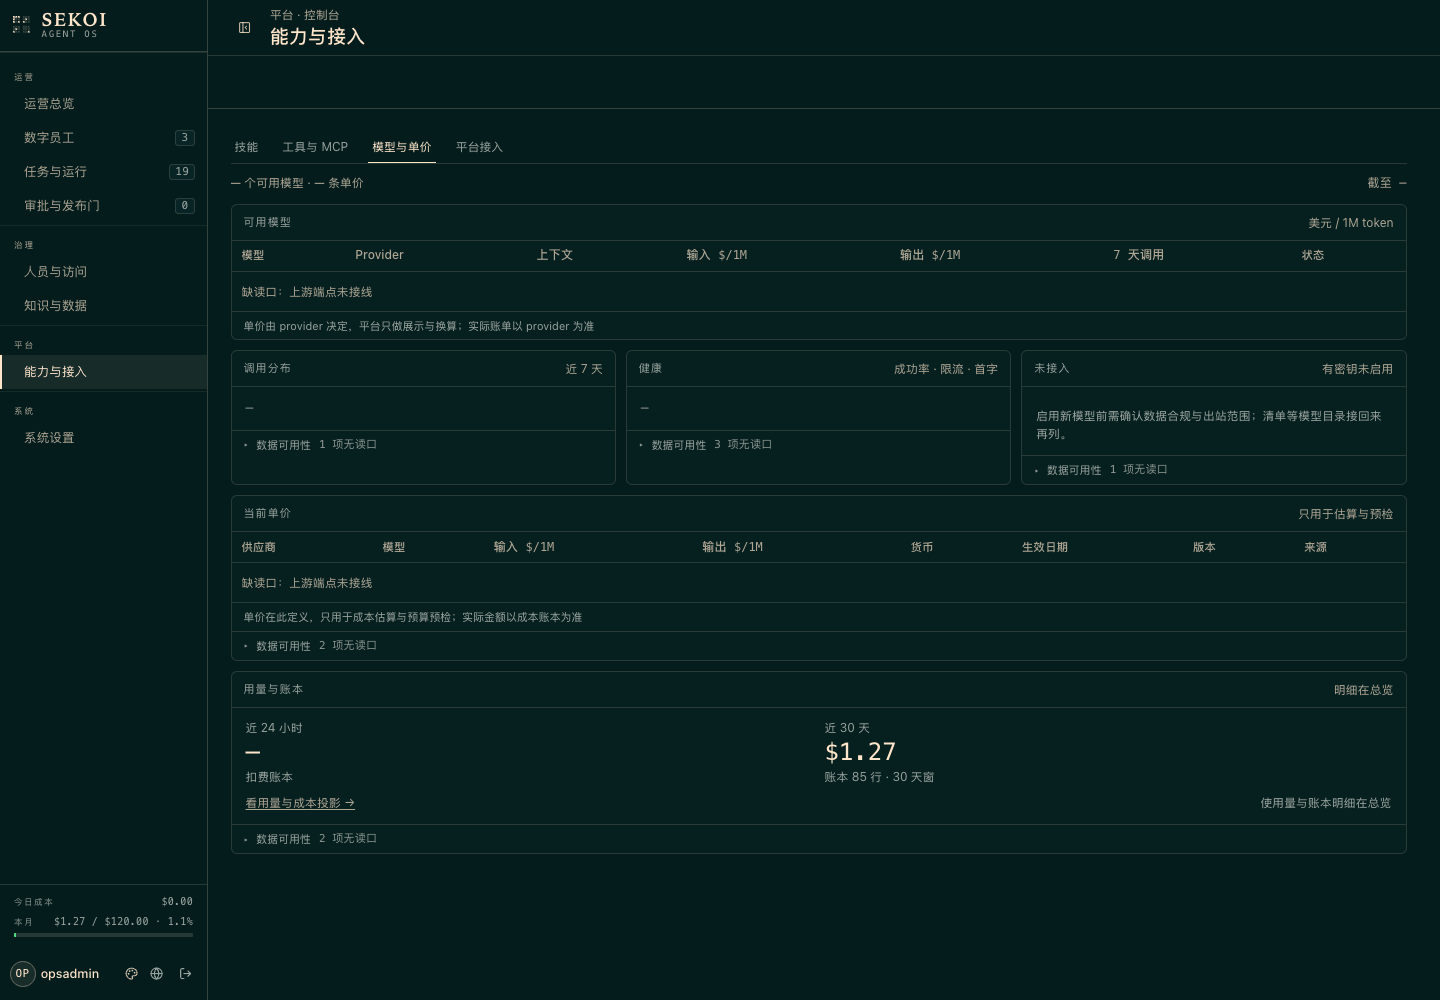 SEKOI
AGENT OS
运营
运营总览
数字员工 3
任务与运行 19
审批与发布门 0
治理
人员与访问
知识与数据
平台
能力与接入
系统
系统设置
今日成本 $0.00
本月 $1.27 / $120.00 · 1.1%
OP opsadmin
平台 · 控制台
能力与接入
技能 工具与 MCP 模型与单价 平台接入
— 个可用模型 · — 条单价 截至 —
可用模型 美元 / 1M token
模型 Provider 上下文 输入 $/1M 输出 $/1M 7 天调用 状态
缺读口：上游端点未接线
单价由 provider 决定，平台只做展示与换算；实际账单以 provider 为准
调用分布 近 7 天
—
• 数据可用性 1 项无读口
健康 成功率 · 限流 · 首字
—
• 数据可用性 3 项无读口
未接入 有密钥未启用
启用新模型前需确认数据合规与出站范围；清单等模型目录接回来
再列。
• 数据可用性 1 项无读口
当前单价 只用于估算与预检
供应商 模型 输入 $/1M 输出 $/1M 货币 生效日期 版本 来源
缺读口：上游端点未接线
单价在此定义，只用于成本估算与预算预检；实际金额以成本账本为准
• 数据可用性 2 项无读口
用量与账本 明细在总览
近 24 小时
—
扣费账本
近 30 天
$1.27
账本 85 行 · 30 天窗
看用量与成本投影 → 使用量与账本明细在总览
• 数据可用性 2 项无读口